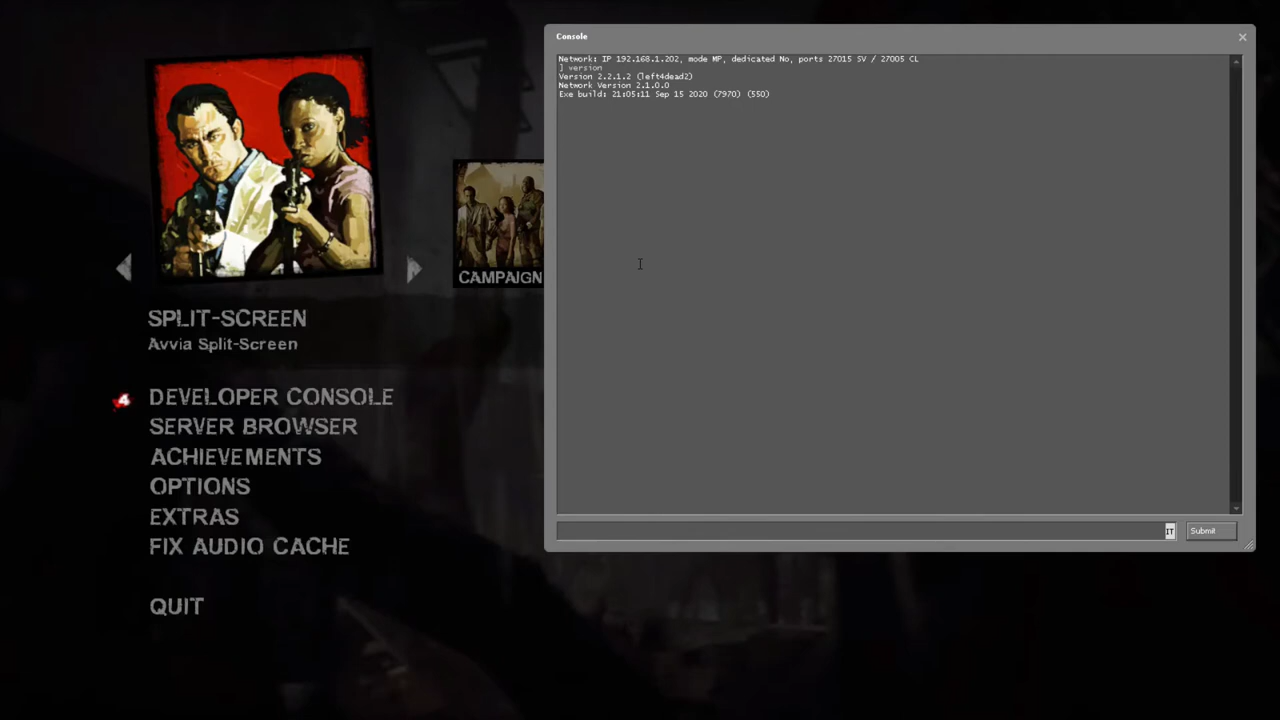 Console
Network: IP 192.168.1.202, mode MP, dedicated No, ports 27015 SV / 27005 CL
] version
Version 2.2.1.2 (left4dead2)
Network Version 2.1.0.0
Exe build: 21:05:11 Sep 15 2020 (7970) (550)
IT
Submit
CAMPAIGN
SPLIT-SCREEN
Avvia Split-Screen
4
DEVELOPER CONSOLE
SERVER BROWSER
ACHIEVEMENTS
OPTIONS
EXTRAS
FIX AUDIO CACHE
QUIT